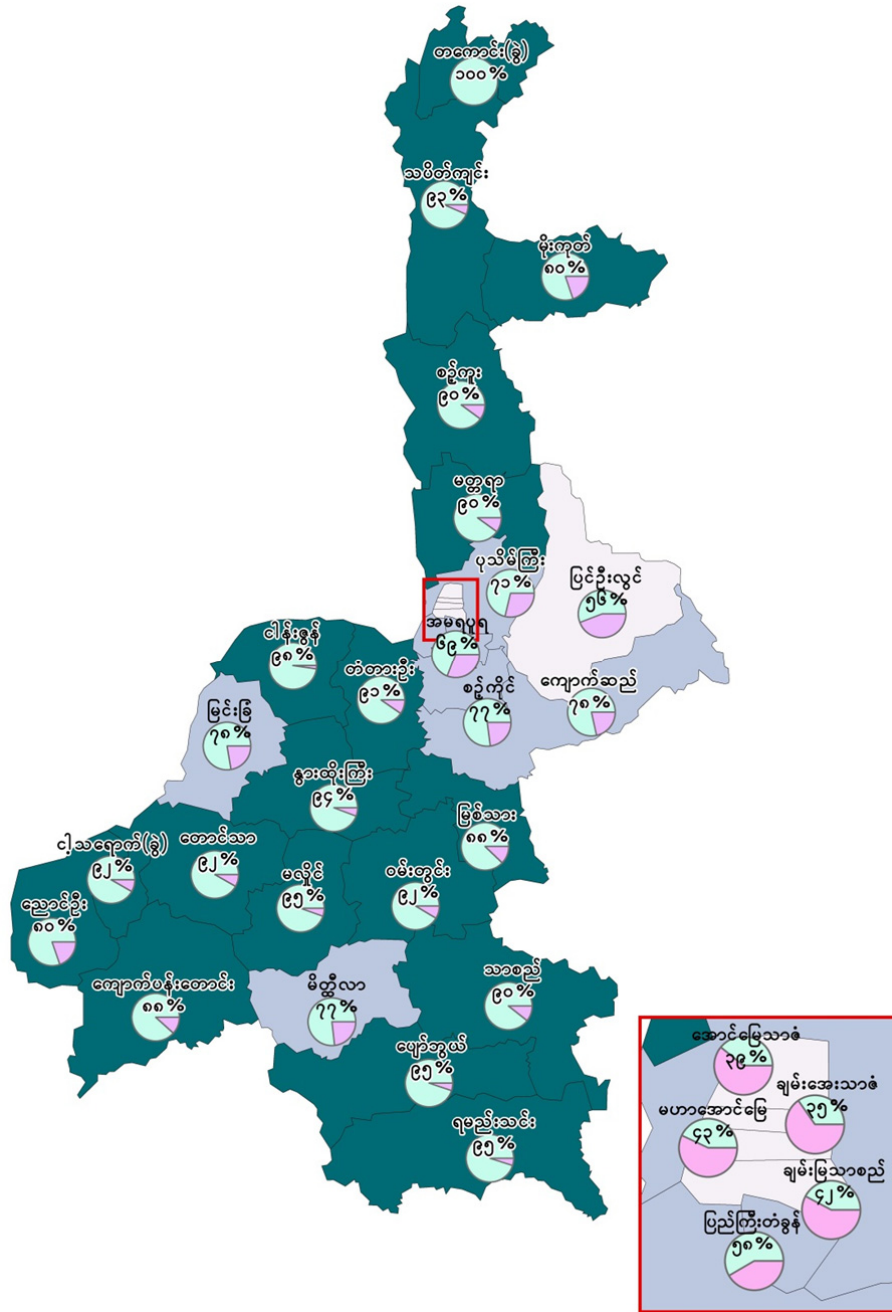 တကောင်း(ခွဲ)
၁၀၀%
သပိတ်ကျင်း
၉၃%
မိုးကုတ်
၈၀%
စဉ့်ကူး
၉၀%
မတ္တရာ
၉၀%
ပုသိမ်ကြီး
၇၁%
ပြင်ဦးလွင်
၅၆%
အမရပူရ
၆၉%
ငါန်းဇွန်
၉၈%
တံတားဦး
၉၁%
စဉ့်ကိုင်
၇၇%
ကျောက်ဆည်
၇၈%
မြင်းခြံ
၇၈%
နွားထိုးကြီး
၉၄%
မြစ်သား
၈၈%
ငါ့သရောက်(ခွဲ)
၉၂%
တောင်သာ
၉၂%
မလှိုင်
၉၅%
ဝမ်းတွင်း
၉၂%
ညောင်ဦး
၈၀%
ကျောက်ပန်းတောင်း
၈၈%
မိတ္ထီလာ
၇၇%
သာစည်
၉၀%
ပျော်ဘွယ်
၉၅%
ရမည်းသင်း
၉၅%
အောင်မြေသာဇံ
၃၉%
ချမ်းအေးသာဇံ
၃၅%
မဟာအောင်မြေ
၄၃%
ချမ်းမြသာစည်
၄၂%
ပြည်ကြီးတံခွန်
၅၈%